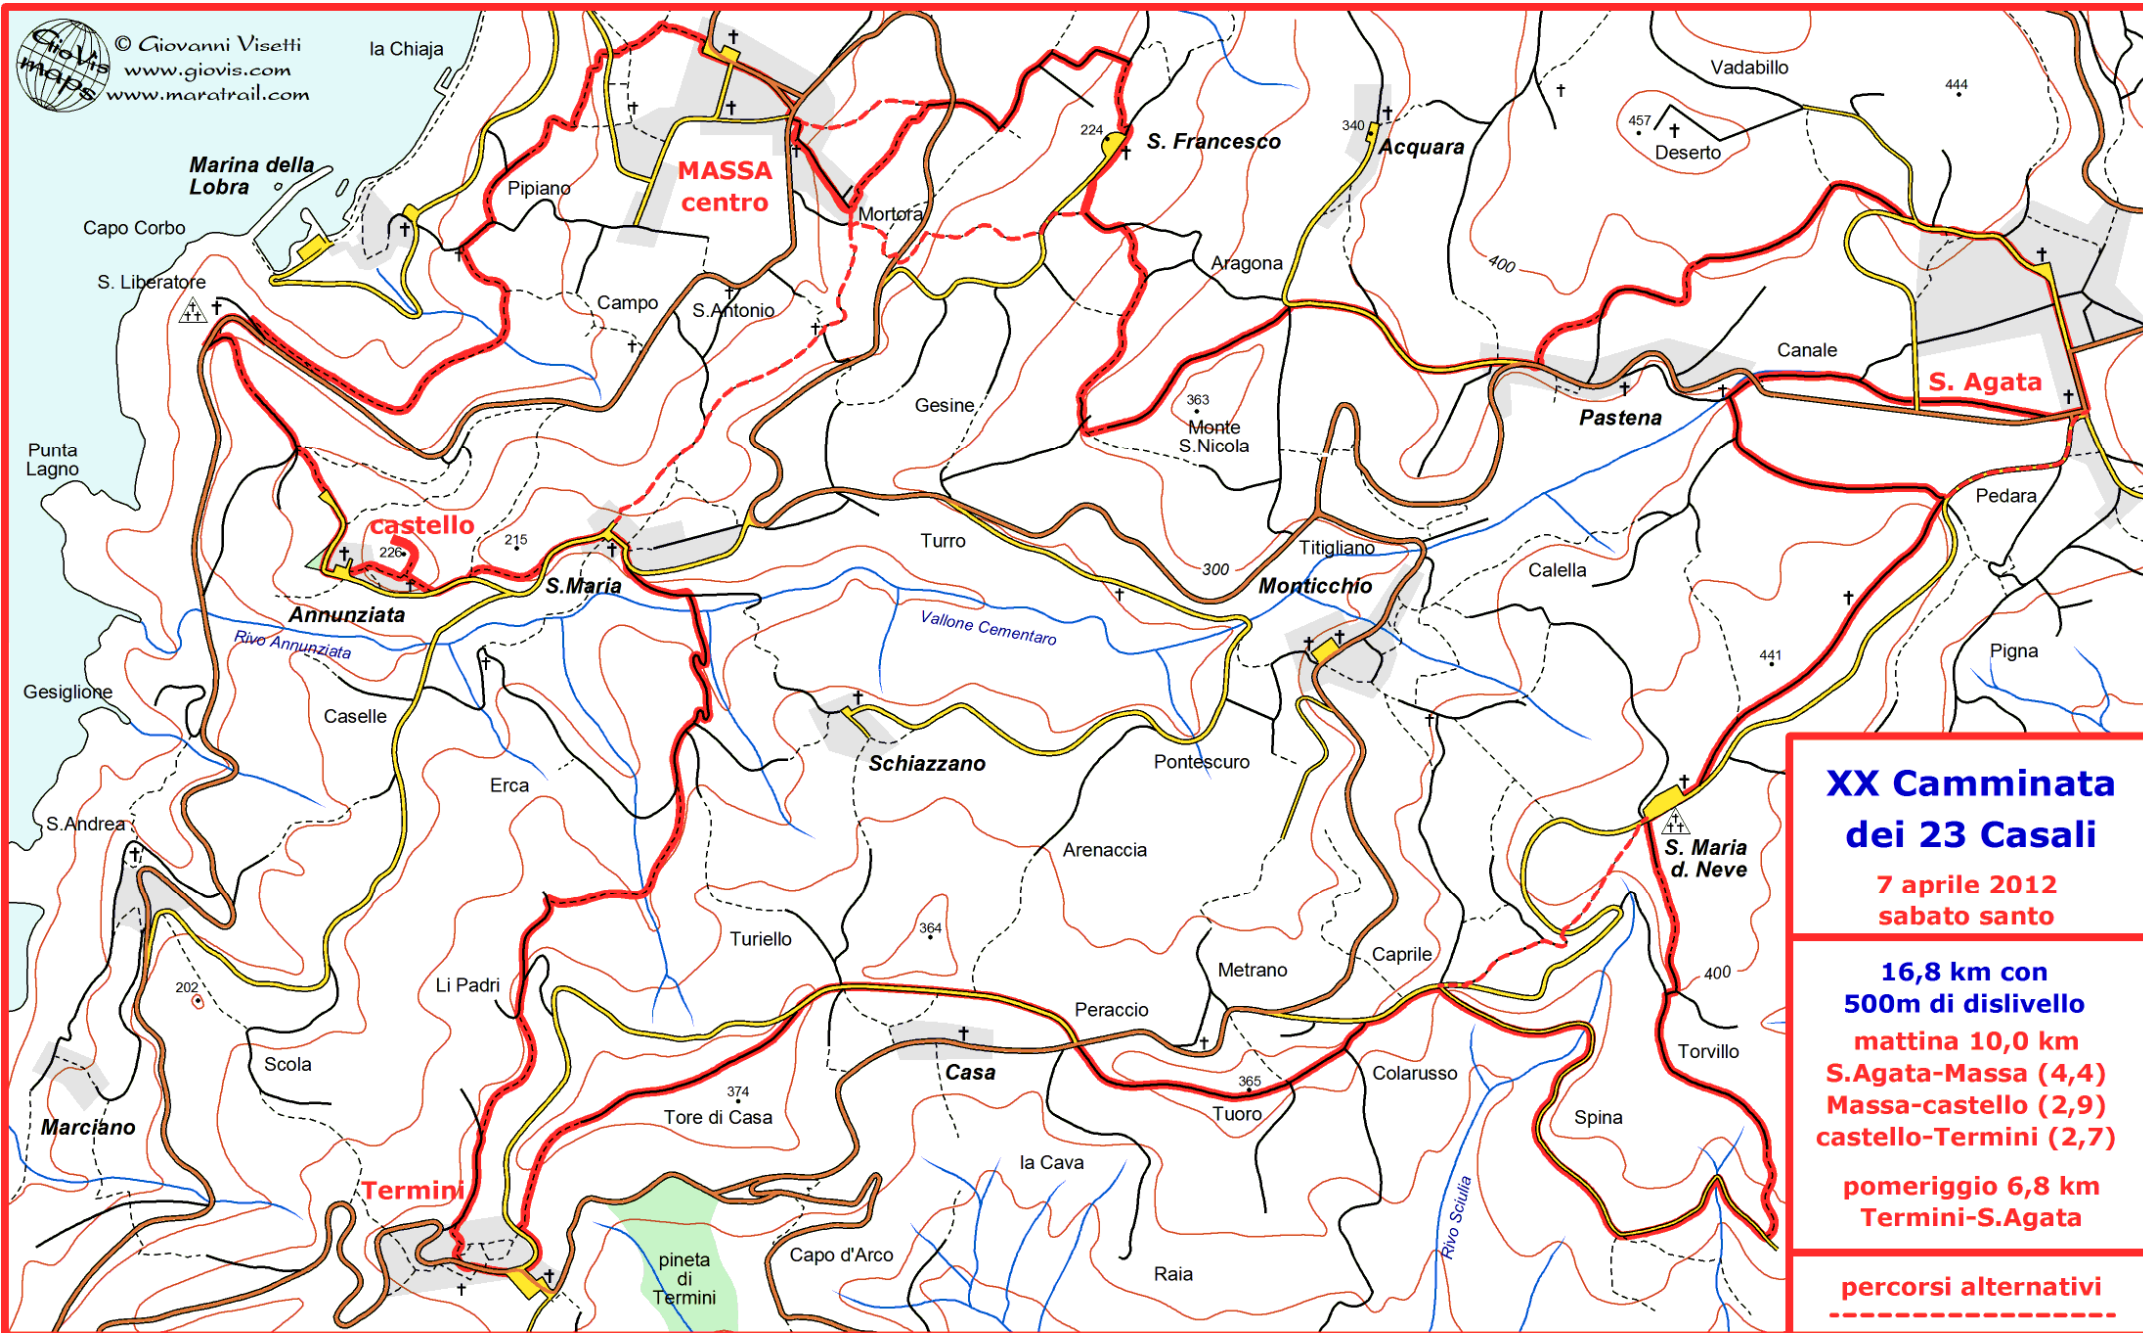 GioVis
maps
© Giovanni Visetti
www.giovis.com
www.maratrail.com
la Chiaja
Marina della
Lobra
Capo Corbo
S. Liberatore
Pipiano
MASSA
centro
Mortora
Campo
S.Antonio
224
S. Francesco
340
Acquara
Vadabillo
444
457
Deserto
Aragona
400
Canale
S. Agata
Pastena
363
Monte
S.Nicola
Gesine
Punta
Lagno
castello
226
215
S.Maria
Annunziata
Rivo Annunziata
Turro
300
Titigliano
Monticchio
Vallone Cementaro
Calella
Pedara
Pigna
441
Gesiglione
Caselle
Erca
Schiazzano
Pontescuro
S.Andrea
Arenaccia
S. Maria
d. Neve
Turiello
364
Metrano
Caprile
400
Li Padri
202
Peraccio
Scola
Casa
Torvillo
Colarusso
365
Tuoro
374
Tore di Casa
Spina
Marciano
la Cava
Termini
Rivo Sciulia
pineta
di
Termini
Capo d'Arco
Raia
XX Camminata
dei 23 Casali
7 aprile 2012
sabato santo
16,8 km con
500m di dislivello
mattina 10,0 km
S.Agata-Massa (4,4)
Massa-castello (2,9)
castello-Termini (2,7)
pomeriggio 6,8 km
Termini-S.Agata
percorsi alternativi